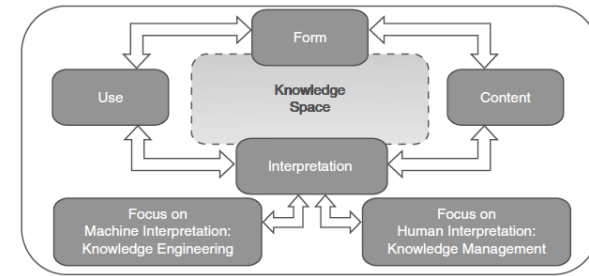 Form
Knowledge
Space
Use
Content
Interpretation
Focus on
Machine Interpretation:
Knowledge Engineering
Focus on
Human Interpretation:
Knowledge Management